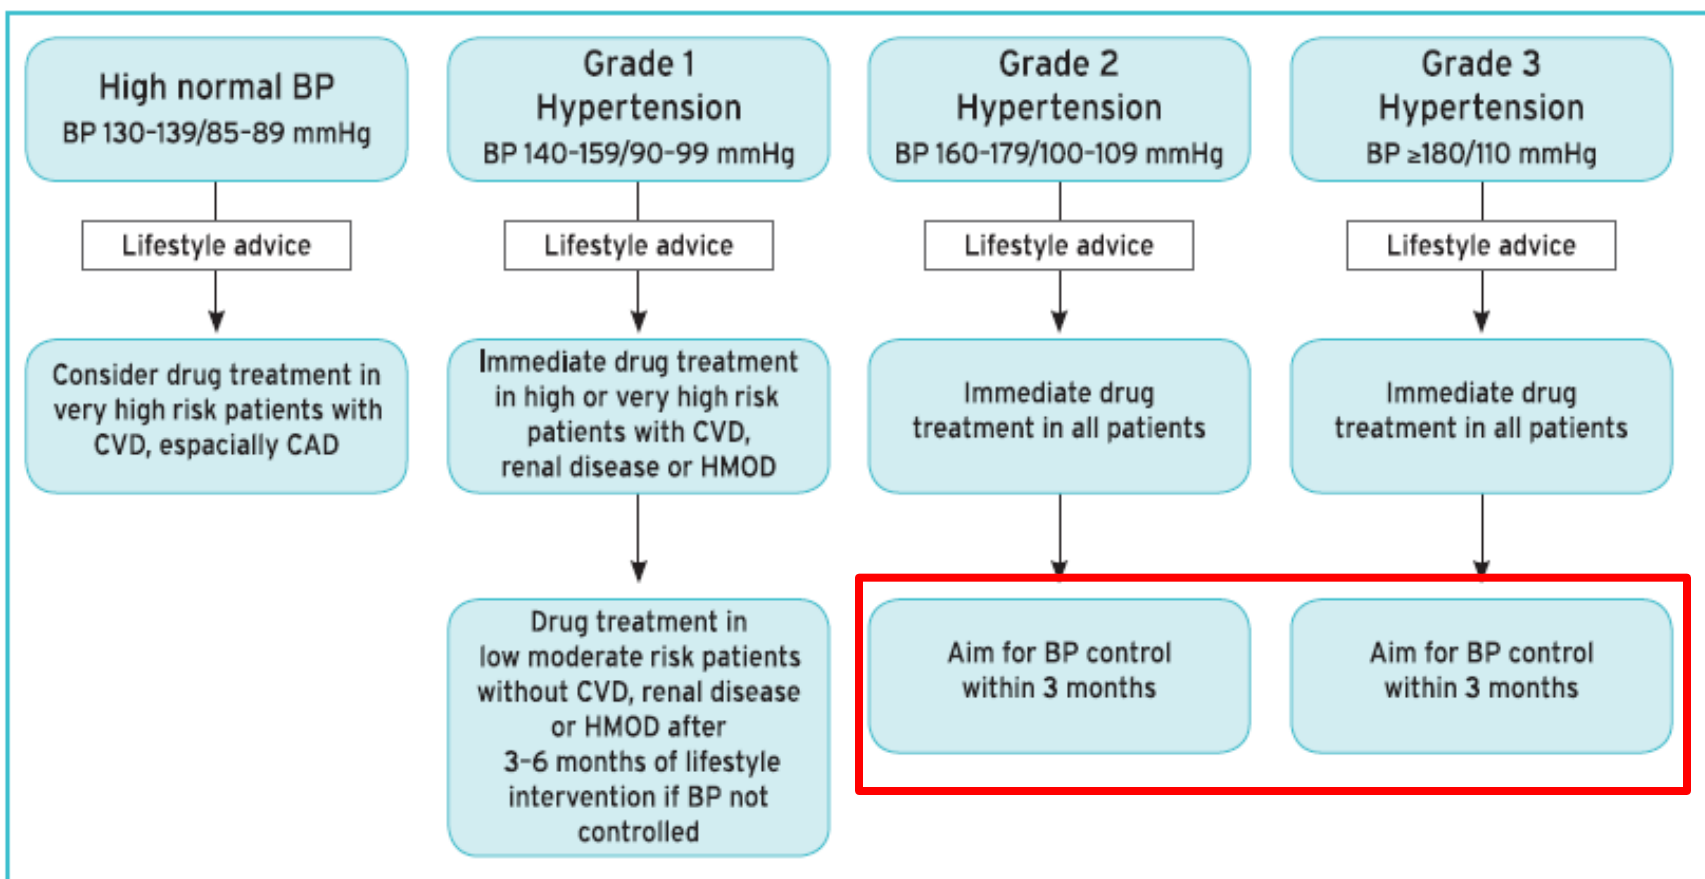 High normal BP
BP 130-139/85-89 mmHg
Lifestyle advice
Consider drug treatment in
very high risk patients with
CVD, espacially CAD
Grade 1
Hypertension
BP 140-159/90-99 mmHg
Lifestyle advice
Immediate drug treatment
in high or very high risk
patients with CVD,
renal disease or HMOD
Drug treatment in
low moderate risk patients
without CVD, renal disease
or HMOD after
3-6 months of lifestyle
intervention if BP not
controlled
Grade 2
Hypertension
BP 160-179/100-109 mmHg
Lifestyle advice
Immediate drug
treatment in all patients
Aim for BP control
within 3 months
Grade 3
Hypertension
BP ≥180/110 mmHg
Lifestyle advice
Immediate drug
treatment in all patients
Aim for BP control
within 3 months